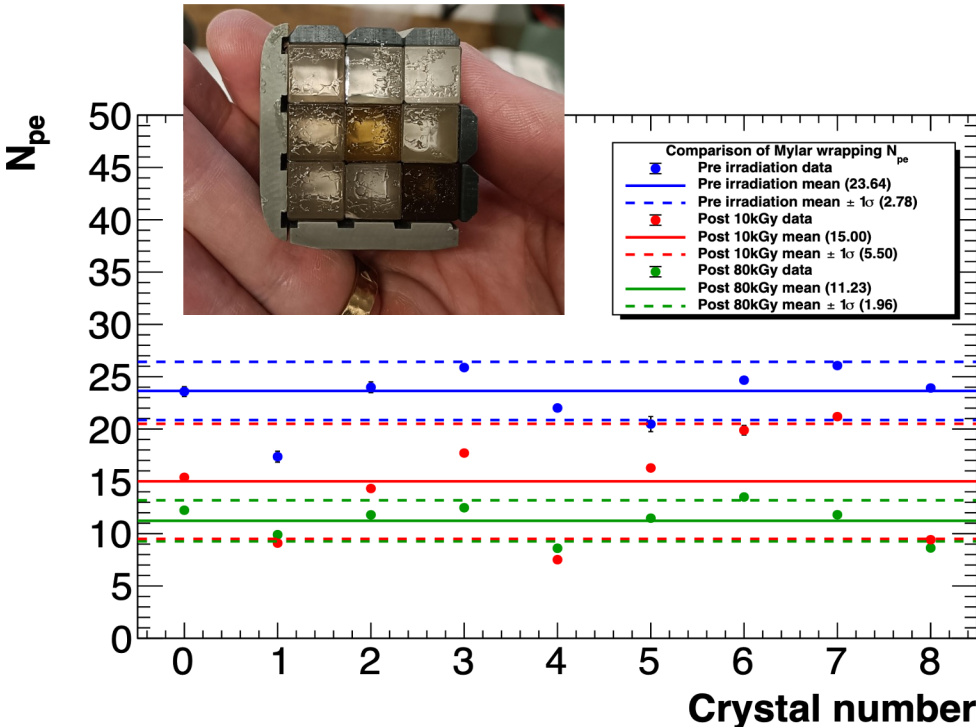 N_pe
50
45
40
35
30
25
20
15
10
5
0
Comparison of Mylar wrapping N_pe
Pre irradiation data
Pre irradiation mean (23.64)
Pre irradiation mean ± 1σ (2.78)
Post 10kGy data
Post 10kGy mean (15.00)
Post 10kGy mean ± 1σ (5.50)
Post 80kGy data
Post 80kGy mean (11.23)
Post 80kGy mean ± 1σ (1.96)
0 1 2 3 4 5 6 7 8
Crystal number